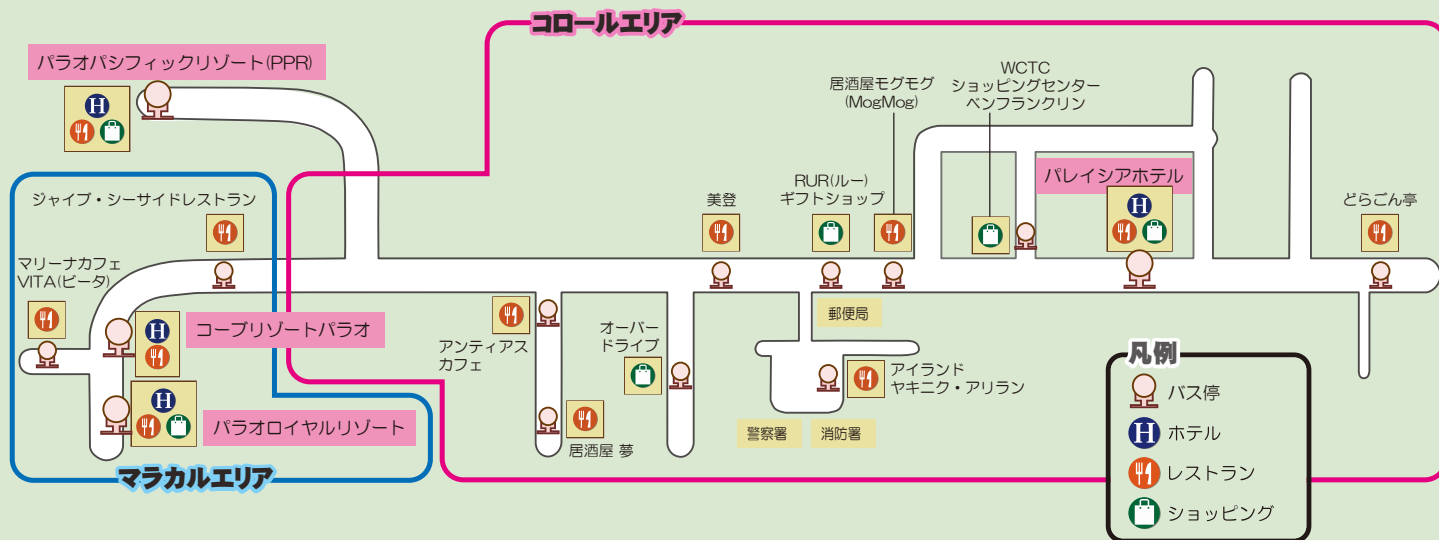 コロールエリア
パラオパシフィックリゾート(PPR)
H
居酒屋モグモグ
(MogMog)
WCTC
ショッピングセンター
ベンフランクリン
パレイシアホテル
H
ジャイブ・シーサイドレストラン
美登
RUR(ルー)
ギフトショップ
どらごん亭
マリーナカフェ
VITA(ビータ)
H
コーブリゾートパラオ
アンティアス
カフェ
オーバー
ドライブ
郵便局
アイランド
ヤキニク・アリラン
H
パラオロイヤルリゾート
居酒屋 夢
警察署
消防署
マラカルエリア
凡例
バス停
H ホテル
レストラン
ショッピング